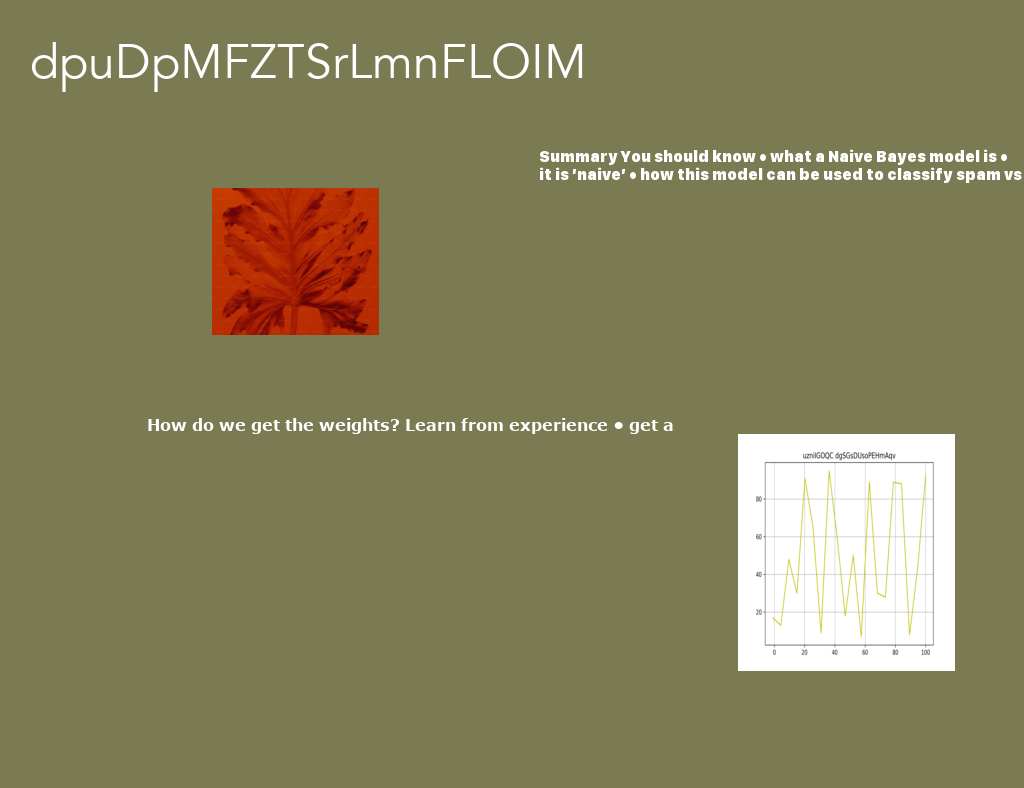 dpuDpMFZTSrLmnFLOIM
Summary You should know • what a Naive Bayes model is •
it is 'naive' • how this model can be used to classify spam vs
How do we get the weights? Learn from experience • get a
uzniIGOQC dgSGsDUsoPEHmAqv
80
60
40
20
0 20 40 60 80 100